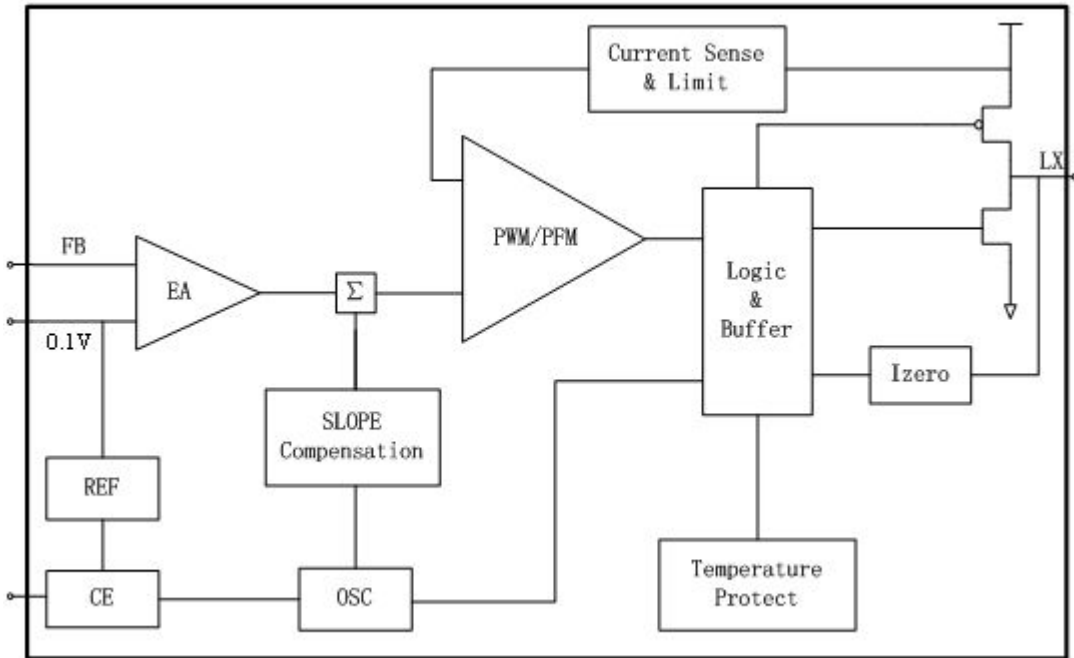 Current Sense
& Limit
LX
FB
PWM/PFM
EA
Σ
Logic
&
Buffer
0.1V
Izero
SLOPE
Compensation
REF
Temperature
Protect
CE
OSC